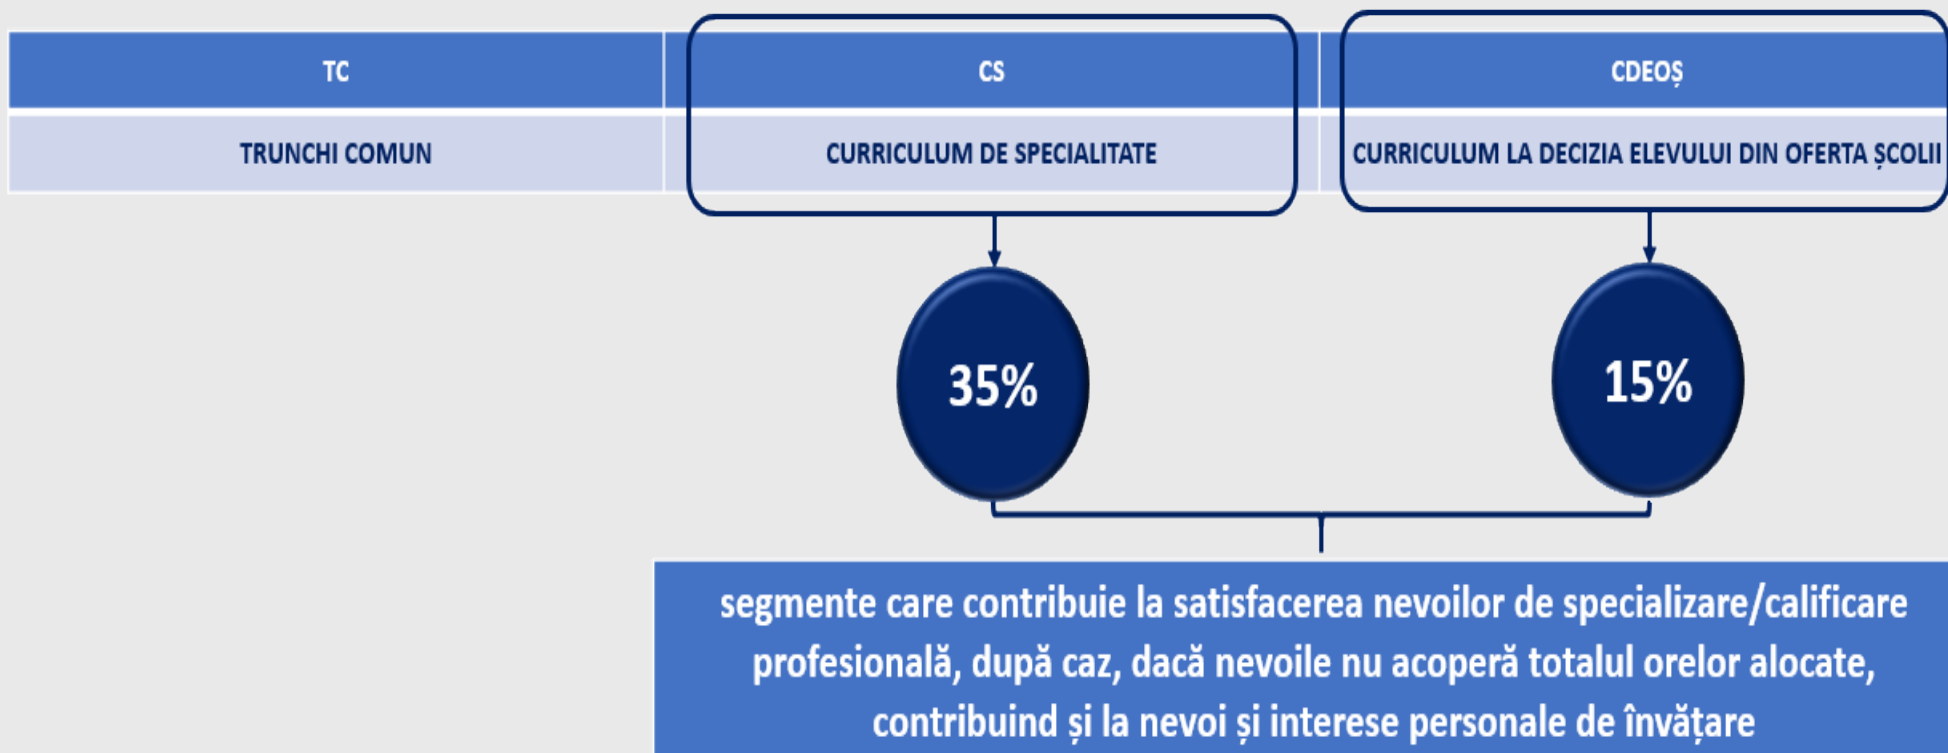 TC
CS
CDEOȘ
TRUNCHI COMUN
CURRICULUM DE SPECIALITATE
CURRICULUM LA DECIZIA ELEVULUI DIN OFERTA ȘCOLII
35%
15%
segmente care contribuie la satisfacerea nevoilor de specializare/calificare
profesională, după caz, dacă nevoile nu acoperă totalul orelor alocate,
contribuind și la nevoi și interese personale de învățare